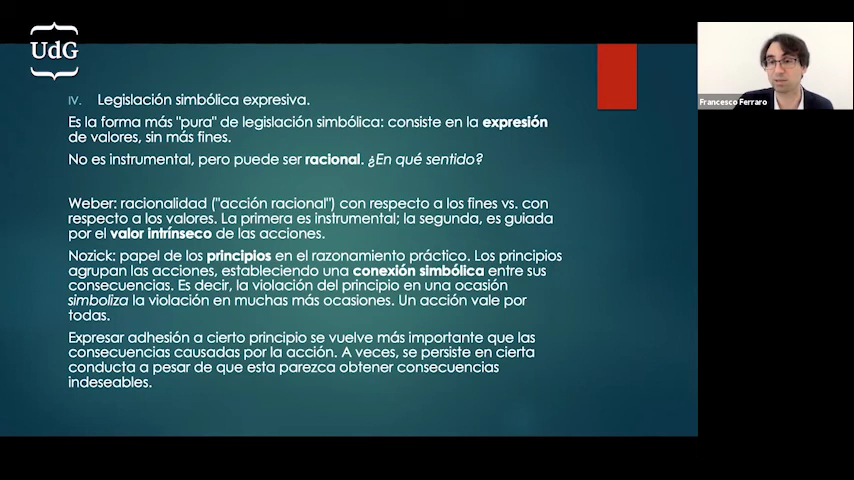 UdG
IV. Legislación simbólica expresiva.
Es la forma más "pura" de legislación simbólica: consiste en la expresión
de valores, sin más fines.
No es instrumental, pero puede ser racional. ¿En qué sentido?
Weber: racionalidad ("acción racional") con respecto a los fines vs. con
respecto a los valores. La primera es instrumental; la segunda, es guiada
por el valor intrínseco de las acciones.
Nozick: papel de los principios en el razonamiento práctico. Los principios
agrupan las acciones, estableciendo una conexión simbólica entre sus
consecuencias. Es decir, la violación del principio en una ocasión
simboliza la violación en muchas más ocasiones. Un acción vale por
todas.
Expresar adhesión a cierto principio se vuelve más importante que las
consecuencias causadas por la acción. A veces, se persiste en cierta
conducta a pesar de que esta parezca obtener consecuencias
indeseables.
Francesco Ferraro